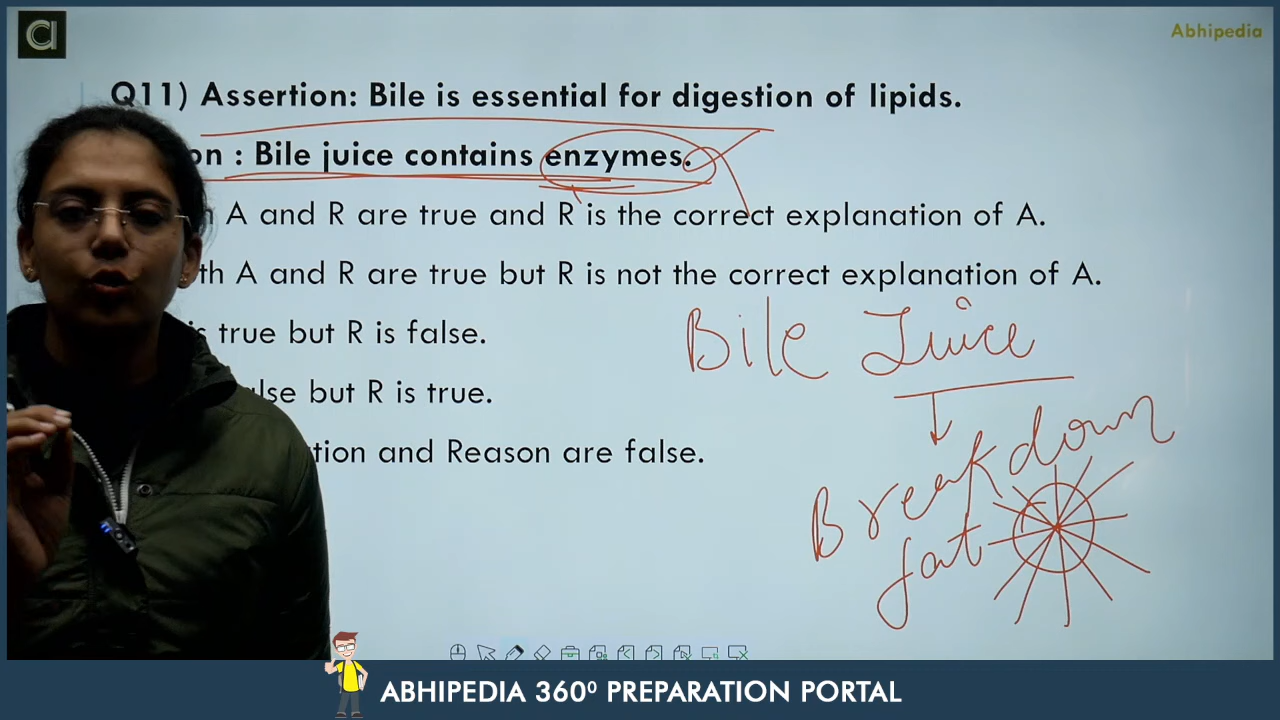 Abhipedia
Q11) Assertion: Bile is essential for digestion of lipids.
on : Bile juice contains enzymes.
A and R are true and R is the correct explanation of A.
th A and R are true but R is not the correct explanation of A.
is true but R is false.
alse but R is true.
tion and Reason are false.
Bile Juice
Breakdown
fat
ABHIPEDIA 360⁰ PREPARATION PORTAL